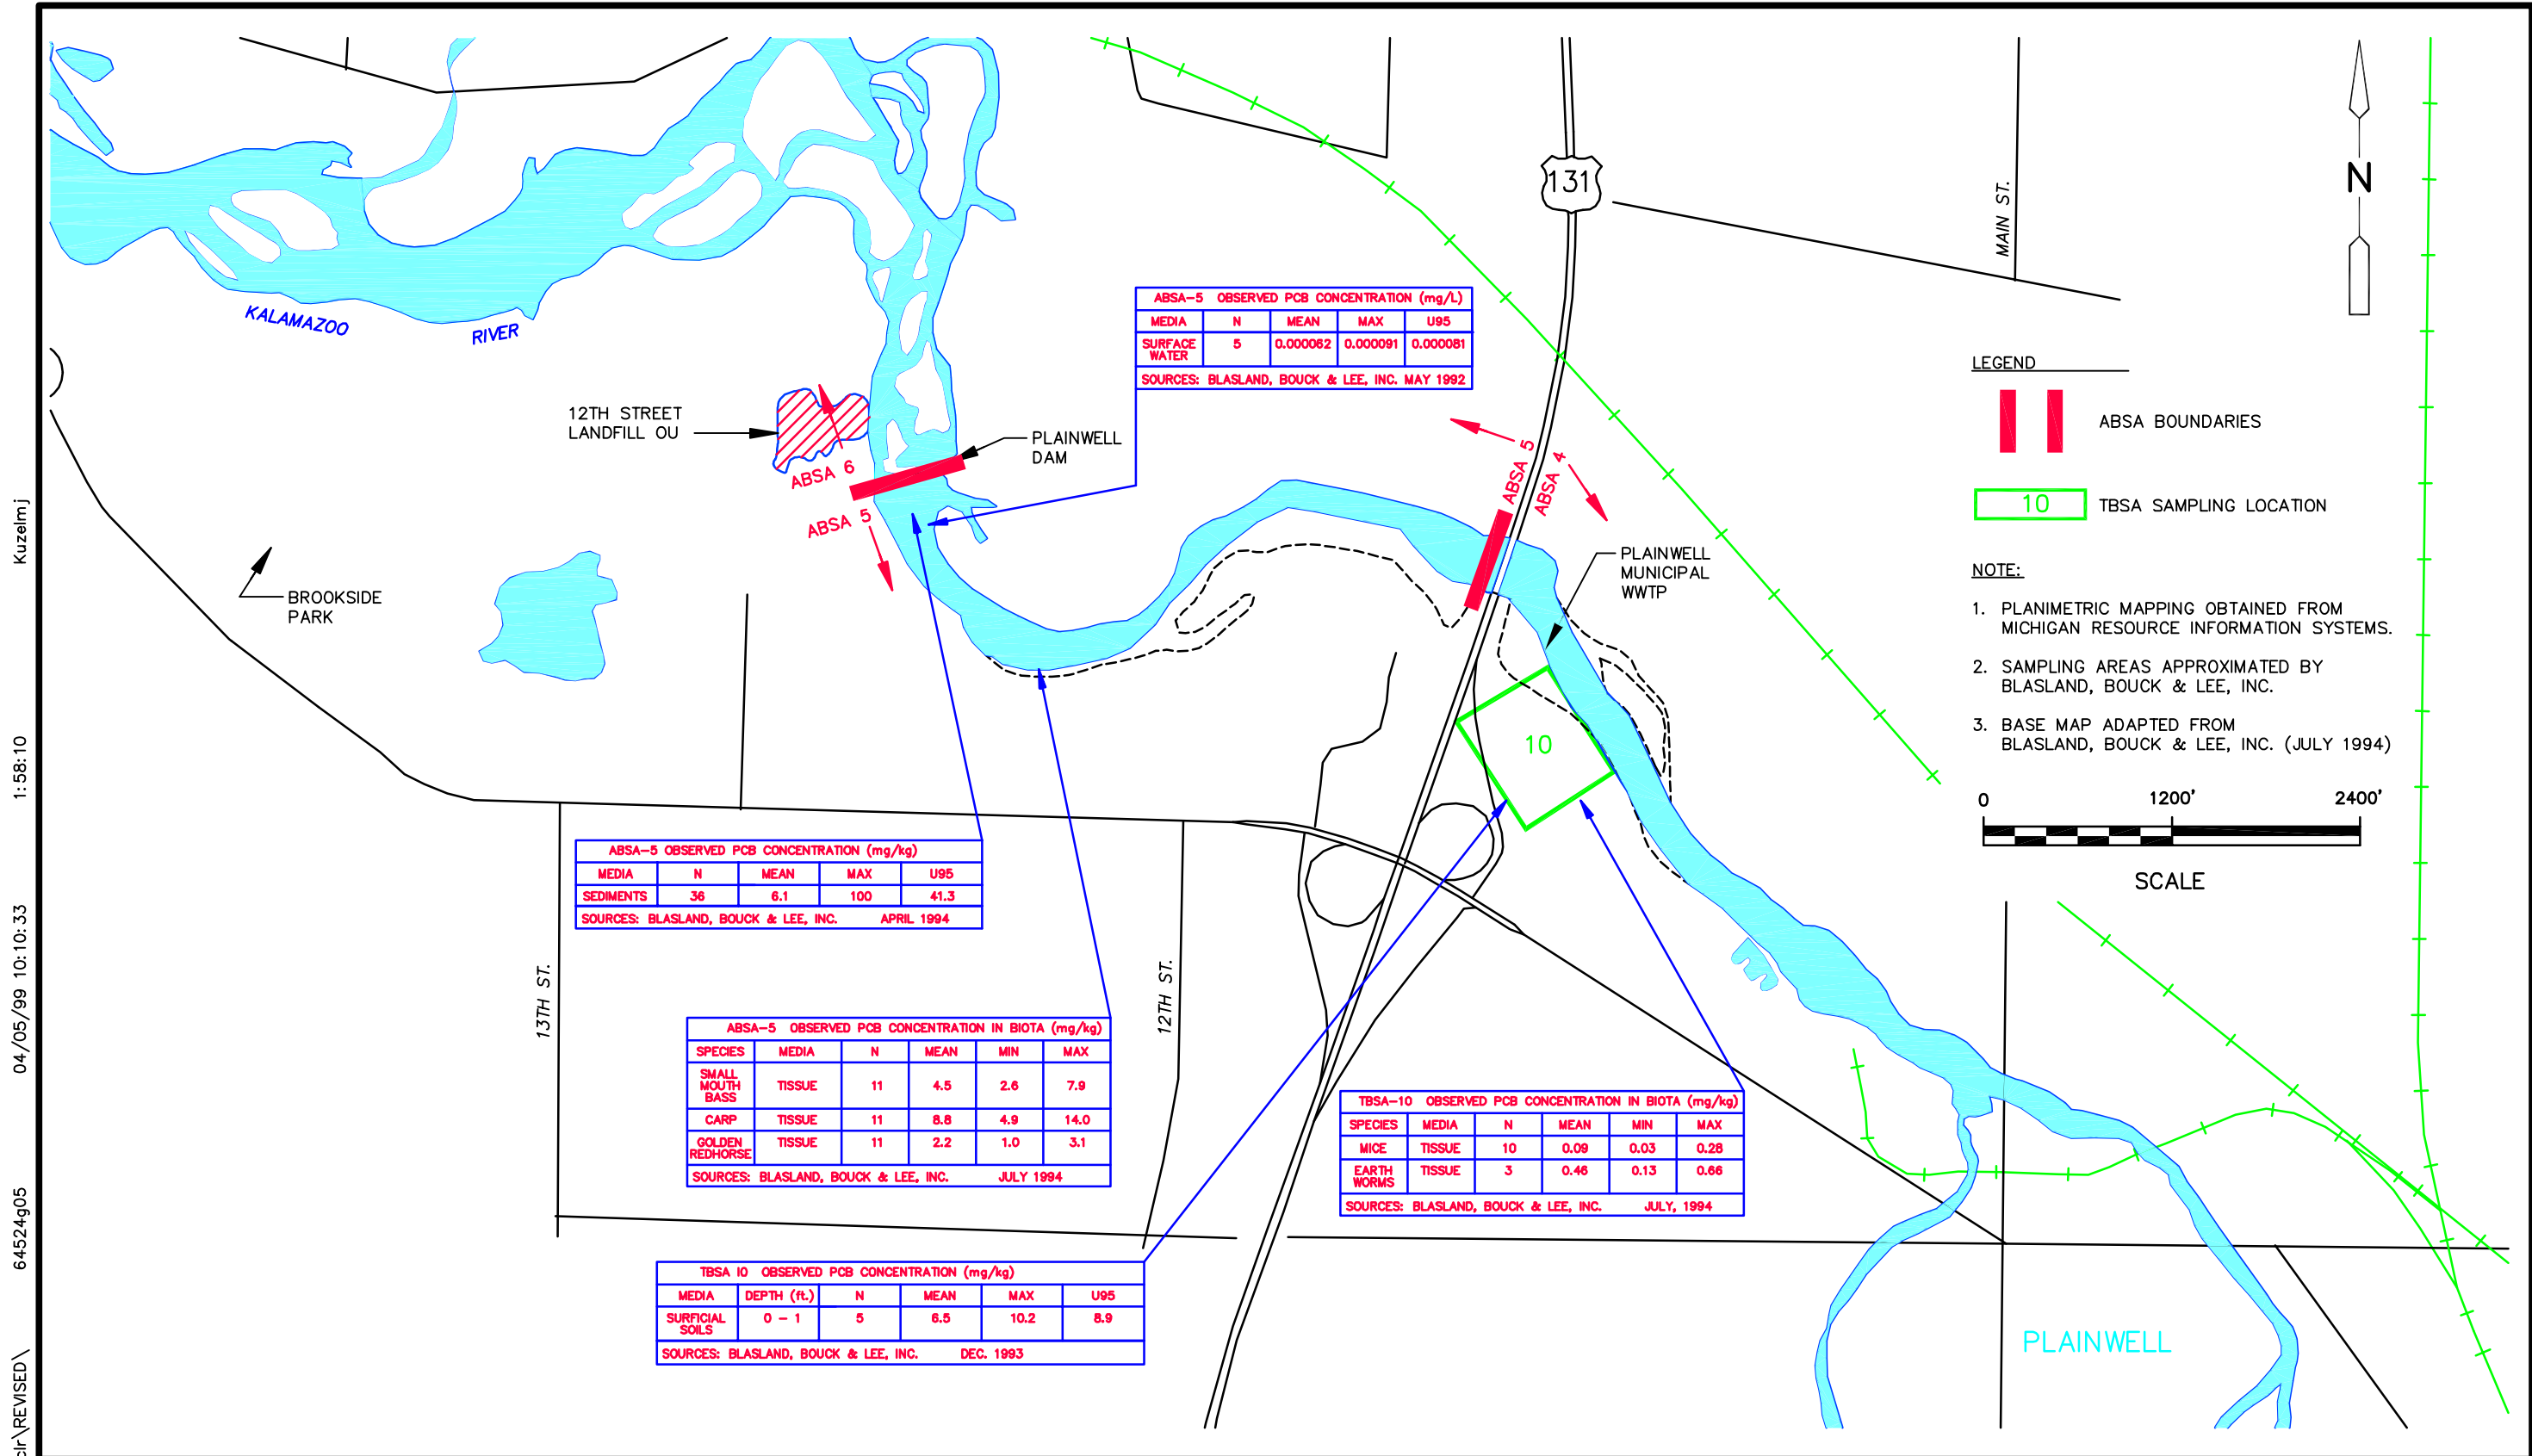 131
MAIN ST.
N
KALAMAZOO
RIVER
ABSA-5 OBSERVED PCB CONCENTRATION (mg/L)
MEDIA N MEAN MAX U95
SURFACE WATER 5 0.000062 0.000091 0.000081
SOURCES: BLASLAND, BOUCK & LEE, INC. MAY 1992
LEGEND
ABSA BOUNDARIES
10 TBSA SAMPLING LOCATION
NOTE:
1. PLANIMETRIC MAPPING OBTAINED FROM
MICHIGAN RESOURCE INFORMATION SYSTEMS.
2. SAMPLING AREAS APPROXIMATED BY
BLASLAND, BOUCK & LEE, INC.
3. BASE MAP ADAPTED FROM
BLASLAND, BOUCK & LEE, INC. (JULY 1994)
0 1200' 2400'
SCALE
12TH STREET
LANDFILL OU
PLAINWELL
DAM
ABSA 6
ABSA 5
ABSA 5
ABSA 4
PLAINWELL
MUNICIPAL
WWTP
BROOKSIDE
PARK
10
ABSA-5 OBSERVED PCB CONCENTRATION (mg/kg)
MEDIA N MEAN MAX U95
SEDIMENTS 36 6.1 100 41.3
SOURCES: BLASLAND, BOUCK & LEE, INC. APRIL 1994
13TH ST.
12TH ST.
ABSA-5 OBSERVED PCB CONCENTRATION IN BIOTA (mg/kg)
SPECIES MEDIA N MEAN MIN MAX
SMALL MOUTH BASS TISSUE 11 4.5 2.6 7.9
CARP TISSUE 11 8.8 4.9 14.0
GOLDEN REDHORSE TISSUE 11 2.2 1.0 3.1
SOURCES: BLASLAND, BOUCK & LEE, INC. JULY 1994
TBSA-10 OBSERVED PCB CONCENTRATION IN BIOTA (mg/kg)
SPECIES MEDIA N MEAN MIN MAX
MICE TISSUE 10 0.09 0.03 0.28
EARTH WORMS TISSUE 3 0.46 0.13 0.66
SOURCES: BLASLAND, BOUCK & LEE, INC. JULY, 1994
TBSA 10 OBSERVED PCB CONCENTRATION (mg/kg)
MEDIA DEPTH (ft.) N MEAN MAX U95
SURFICIAL SOILS 0 - 1 5 6.5 10.2 8.9
SOURCES: BLASLAND, BOUCK & LEE, INC. DEC. 1993
PLAINWELL
clr\REVISED\ 64524g05 04/05/99 10:10:33 1:58:10 Kuzelmj